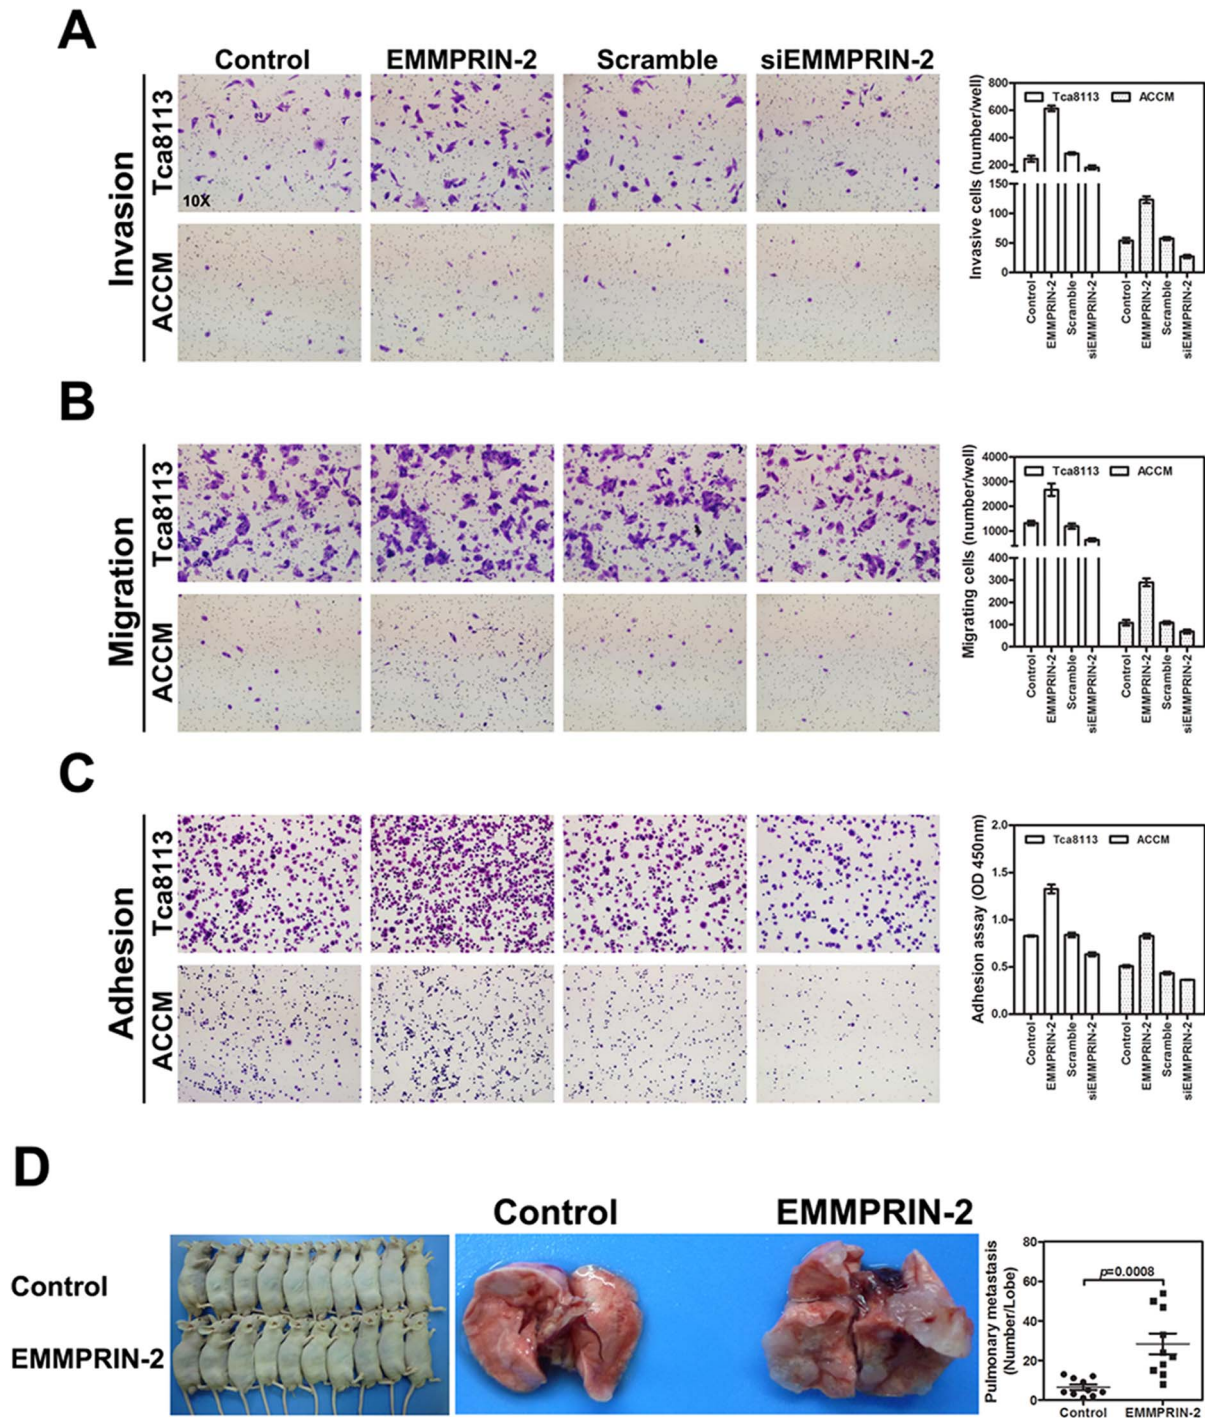 A
Control EMMPRIN-2 Scramble siEMMPRIN-2
Invasion
Tca8113
10X
ACCM
Invasive cells (number/well)
800
600
400
200
150
100
50
0
Tca8113 ACCM
Control EMMPRIN-2 Scramble siEMMPRIN-2 Control EMMPRIN-2 Scramble siEMMPRIN-2
B
Migration
Tca8113
ACCM
Migrating cells (number/well)
4000
3000
2000
1000
400
300
200
100
0
Tca8113 ACCM
Control EMMPRIN-2 Scramble siEMMPRIN-2 Control EMMPRIN-2 Scramble siEMMPRIN-2
C
Adhesion
Tca8113
ACCM
Adhesion assay (OD 450nm)
2.0
1.5
1.0
0.5
0.0
Tca8113 ACCM
Control EMMPRIN-2 Scramble siEMMPRIN-2 Control EMMPRIN-2 Scramble siEMMPRIN-2
D
Control EMMPRIN-2
Control
EMMPRIN-2
Pulmonary metastasis
(Number/Lobe)
80
60
40
20
0
p=0.0008
Control EMMPRIN-2